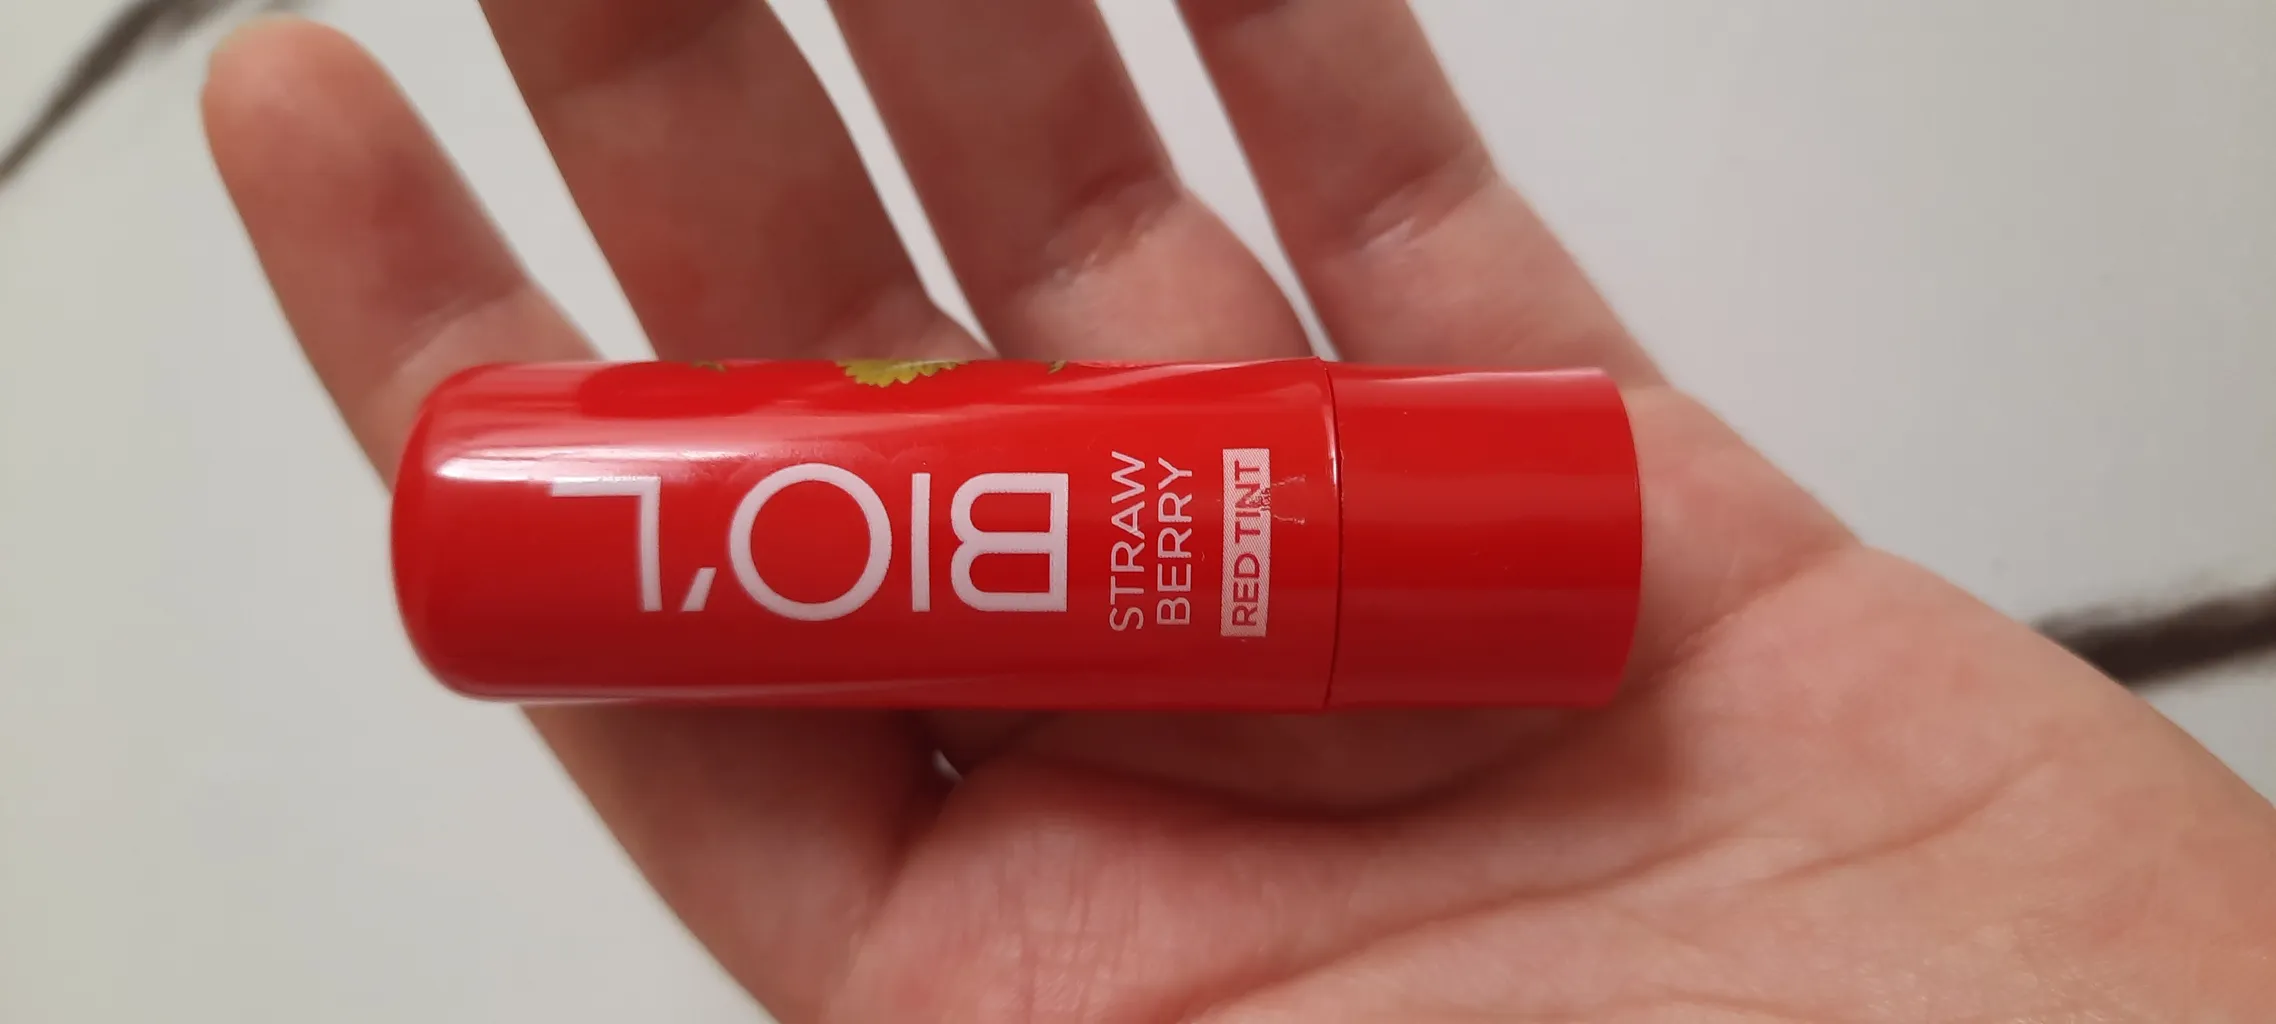 BIO'L
STRAW
BERRY
RED TINT